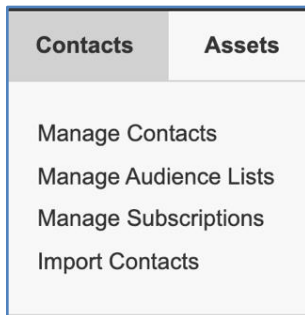 Contacts Assets
Manage Contacts
Manage Audience Lists
Manage Subscriptions
Import Contacts